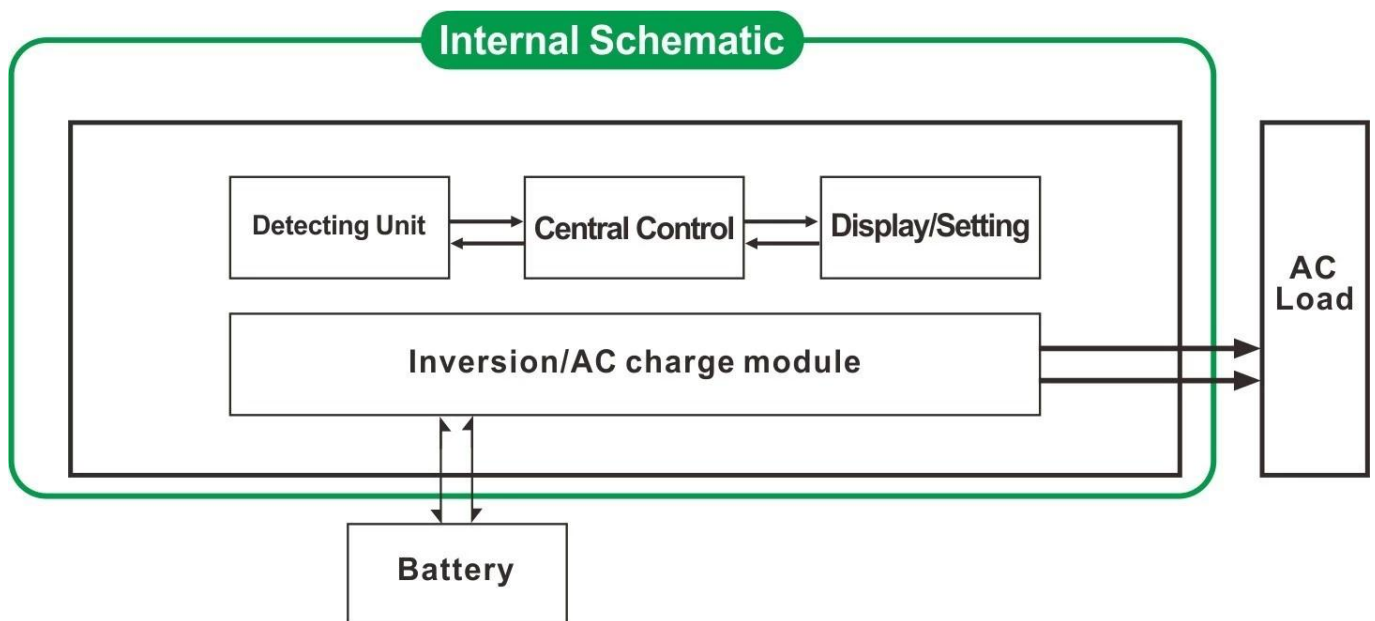 Internal Schematic
Detecting Unit
Central Control
Display/Setting
AC
Load
Inversion/AC charge module
Battery